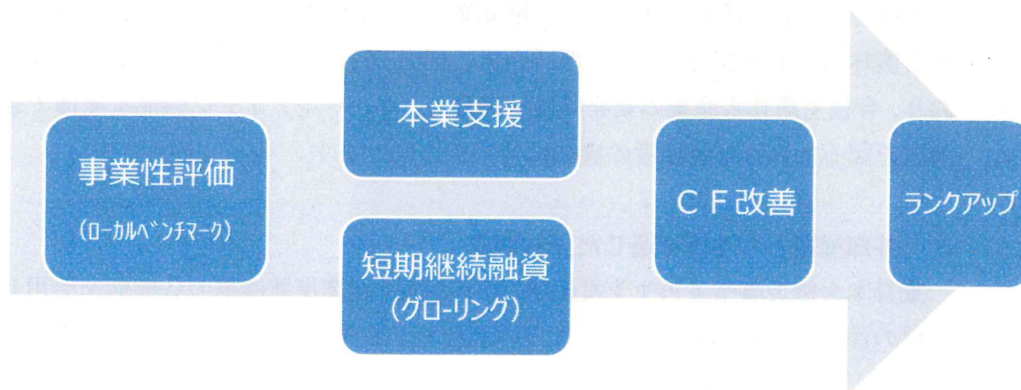 事業性評価
(ﾛｰｶﾙﾍﾞﾝﾁﾏｰｸ)
本業支援
短期継続融資
(グローリング)
ＣＦ改善
ランクアップ